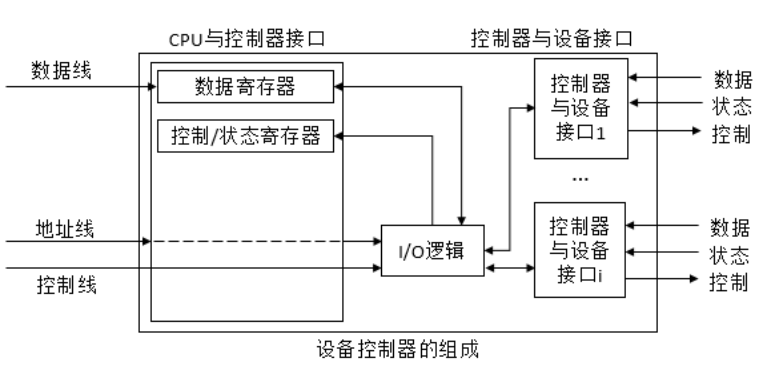 CPU与控制器接口
控制器与设备接口
数据线
数据寄存器
控制/状态寄存器
地址线
控制线
I/O逻辑
控制器
与设备
接口1
数据
状态
控制
...
控制器
与设备
接口i
数据
状态
控制
设备控制器的组成